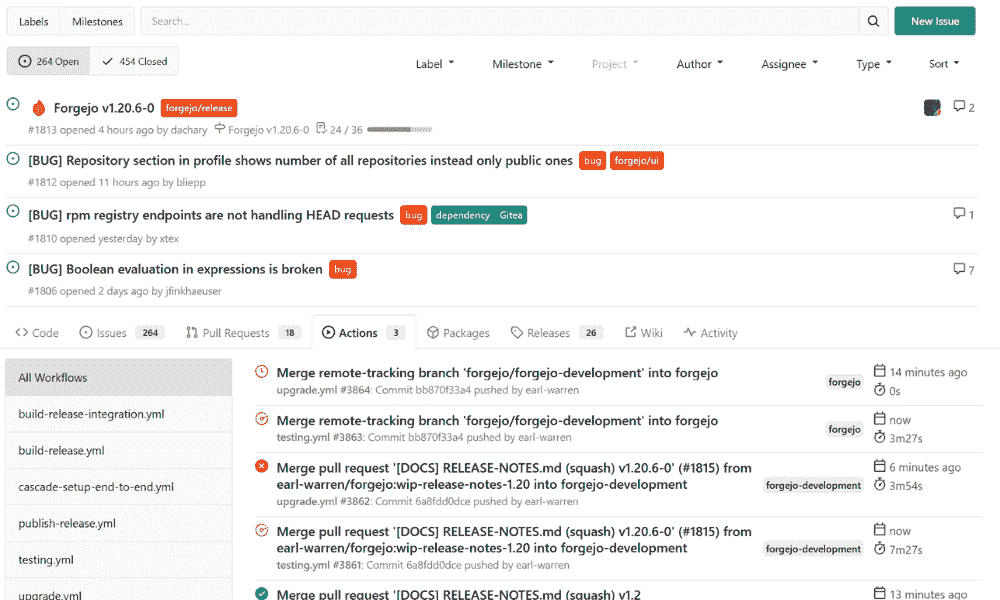 Labels Milestones Search... New Issue
264 Open 454 Closed Label Milestone Project Author Assignee Type Sort
Forgejo v1.20.6-0 forgejo/release 2
#1813 opened 4 hours ago by dachary Forgejo v1.20.6-0 24 / 36
[BUG] Repository section in profile shows number of all repositories instead only public ones bug forgejo/ui
#1812 opened 11 hours ago by bliepp
[BUG] rpm registry endpoints are not handling HEAD requests bug dependency Gitea 1
#1810 opened yesterday by xtex
[BUG] Boolean evaluation in expressions is broken bug 7
#1806 opened 2 days ago by jfinkhaeuser
Code Issues 264 Pull Requests 18 Actions 3 Packages Releases 26 Wiki Activity
All Workflows
build-release-integration.yml
build-release.yml
cascade-setup-end-to-end.yml
publish-release.yml
testing.yml
upgrade.yml
Merge remote-tracking branch 'forgejo/forgejo-development' into forgejo
upgrade.yml #3864: Commit bb870f33a4 pushed by earl-warren
forgejo
14 minutes ago
0s
Merge remote-tracking branch 'forgejo/forgejo-development' into forgejo
testing.yml #3863: Commit bb870f33a4 pushed by earl-warren
forgejo
now
3m27s
Merge pull request '[DOCS] RELEASE-NOTES.md (squash) v1.20.6-0' (#1815) from
earl-warren/forgejo:wip-release-notes-1.20 into forgejo-development
upgrade.yml #3862: Commit 6a8fdd0dce pushed by earl-warren
forgejo-development
6 minutes ago
3m54s
Merge pull request '[DOCS] RELEASE-NOTES.md (squash) v1.20.6-0' (#1815) from
earl-warren/forgejo:wip-release-notes-1.20 into forgejo-development
testing.yml #3861: Commit 6a8fdd0dce pushed by earl-warren
forgejo-development
now
7m27s
Merge pull request '[DOCS] RELEASE-NOTES.md (squash) v1.2
13 minutes ago